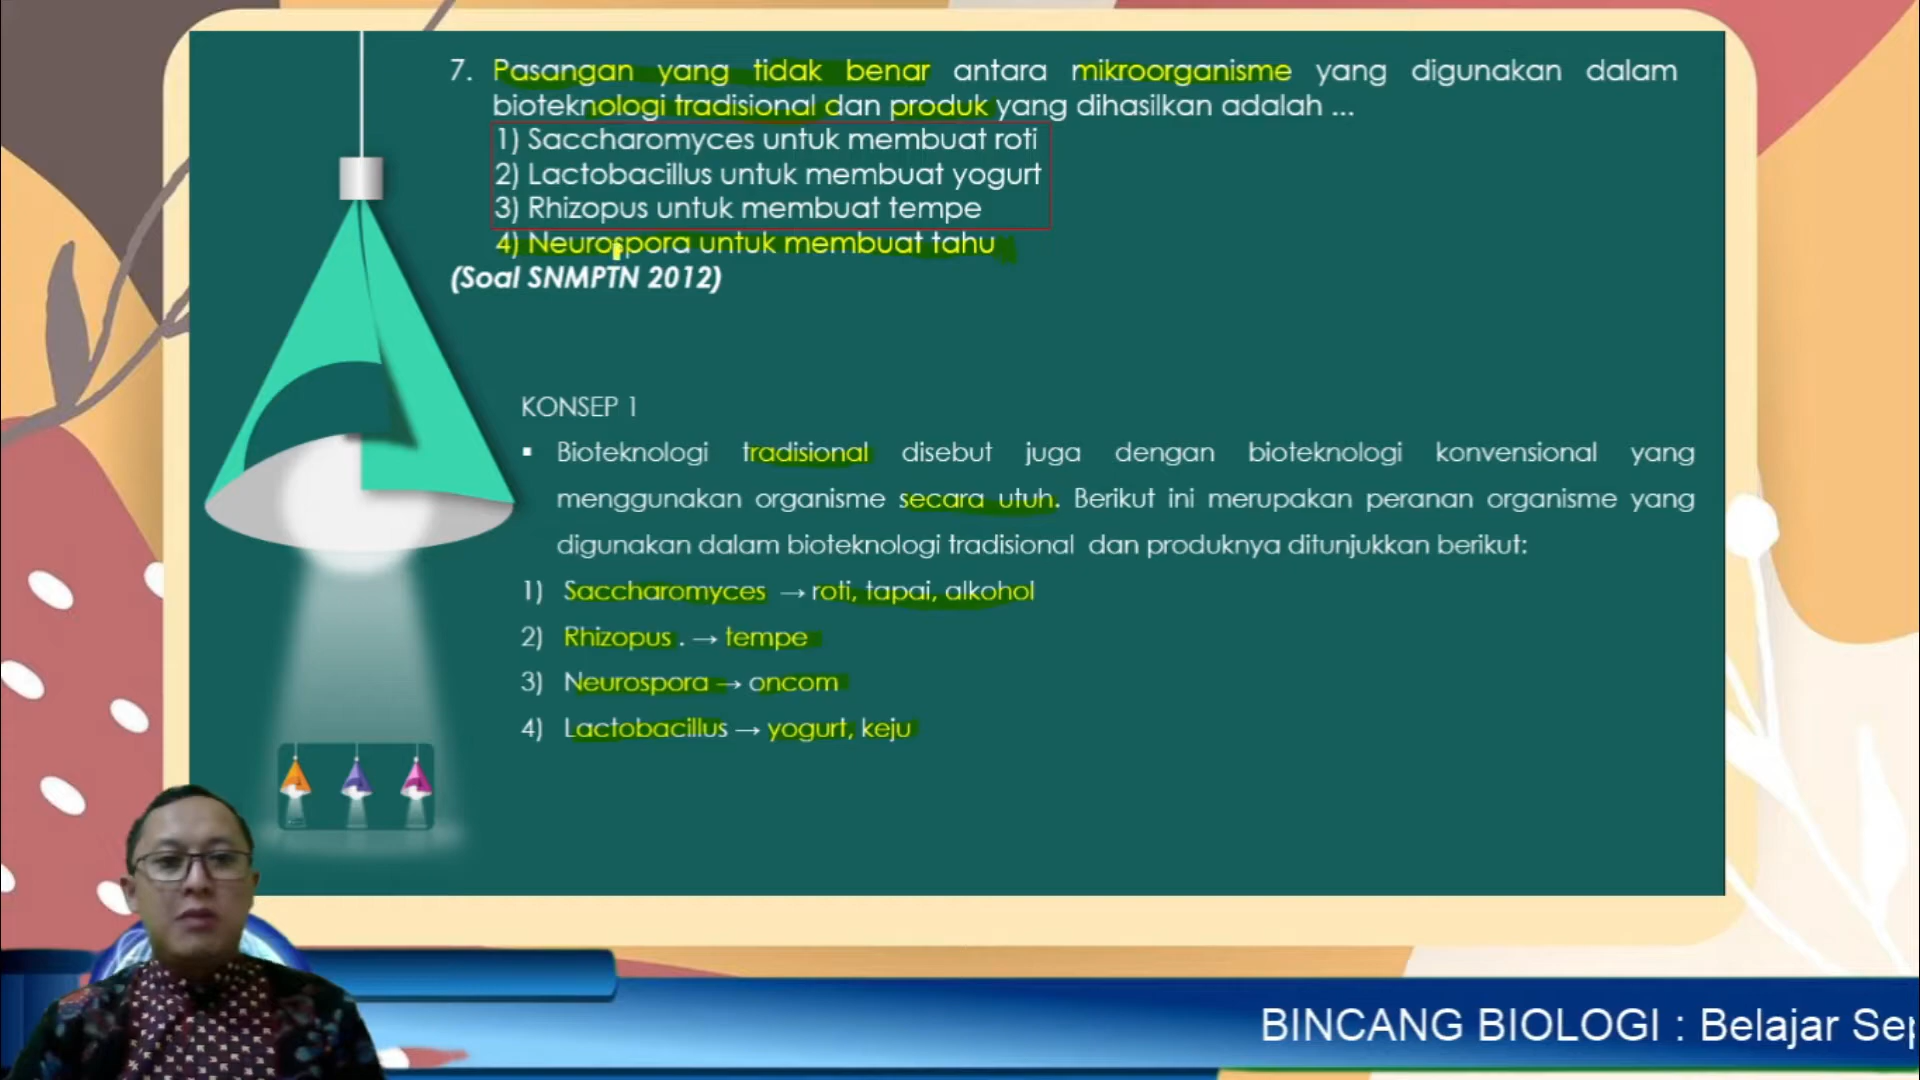 7. Pasangan yang tidak benar antara mikroorganisme yang digunakan dalam
bioteknologi tradisional dan produk yang dihasilkan adalah ...
1) Saccharomyces untuk membuat roti
2) Lactobacillus untuk membuat yogurt
3) Rhizopus untuk membuat tempe
4) Neurospora untuk membuat tahu
(Soal SNMPTN 2012)
KONSEP 1
▪ Bioteknologi tradisional disebut juga dengan bioteknologi konvensional yang
menggunakan organisme secara utuh. Berikut ini merupakan peranan organisme yang
digunakan dalam bioteknologi tradisional dan produknya ditunjukkan berikut:
1) Saccharomyces → roti, tapai, alkohol
2) Rhizopus . → tempe
3) Neurospora → oncom
4) Lactobacillus → yogurt, keju
BINCANG BIOLOGI : Belajar Sep